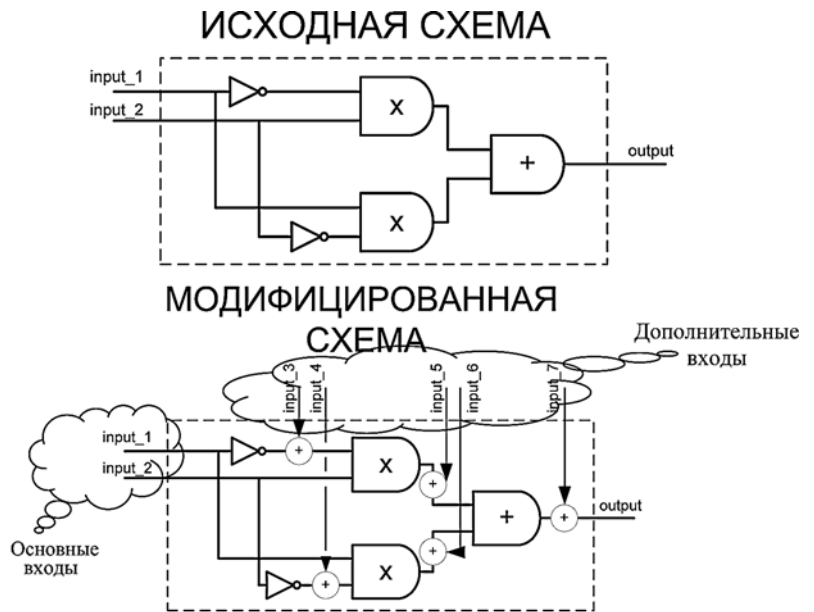 ИСХОДНАЯ СХЕМА
input_1
input_2
x
+
output
x
МОДИФИЦИРОВАННАЯ
СХЕМА
Дополнительные
входы
input_3
input_4
input_5
input_6
input_7
input_1
input_2
+
x
+
+
+
output
+
+
x
Основные
входы